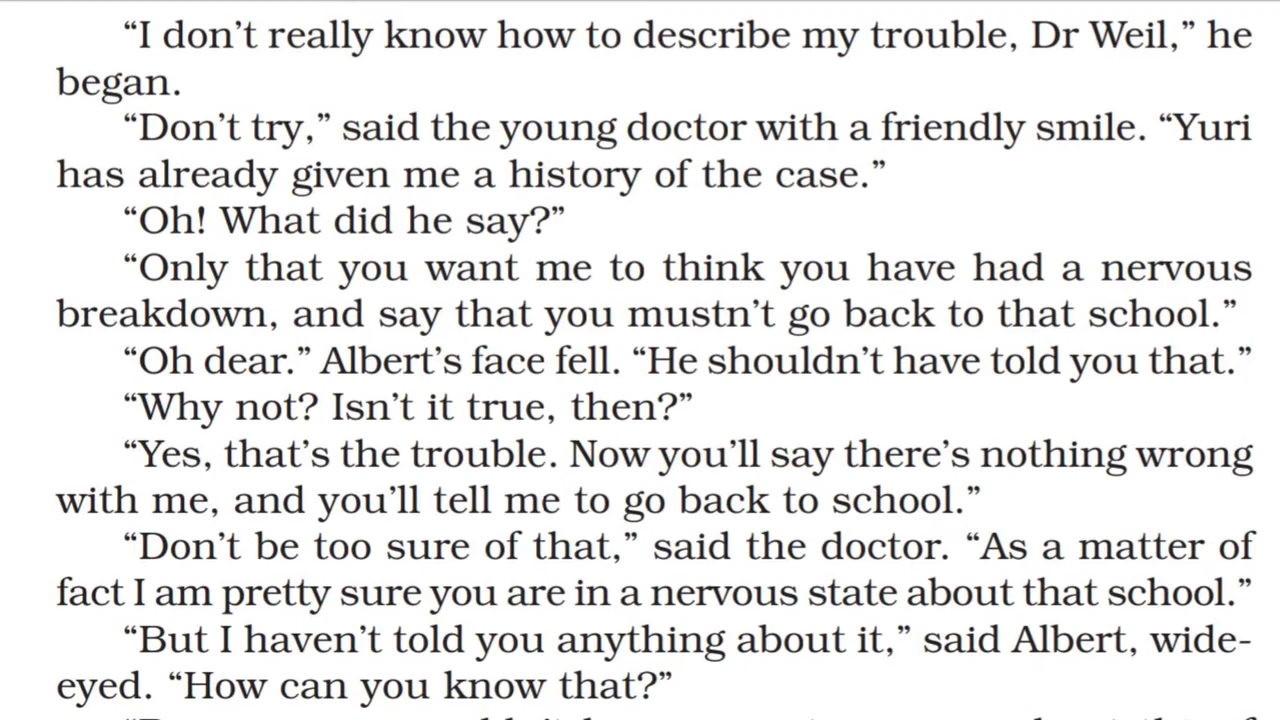 “I don’t really know how to describe my trouble, Dr Weil,” he
began.
“Don’t try,” said the young doctor with a friendly smile. “Yuri
has already given me a history of the case.”
“Oh! What did he say?”
“Only that you want me to think you have had a nervous
breakdown, and say that you mustn’t go back to that school.”
“Oh dear.” Albert’s face fell. “He shouldn’t have told you that.”
“Why not? Isn’t it true, then?”
“Yes, that’s the trouble. Now you’ll say there’s nothing wrong
with me, and you’ll tell me to go back to school.”
“Don’t be too sure of that,” said the doctor. “As a matter of
fact I am pretty sure you are in a nervous state about that school.”
“But I haven’t told you anything about it,” said Albert, wide-
eyed. “How can you know that?”